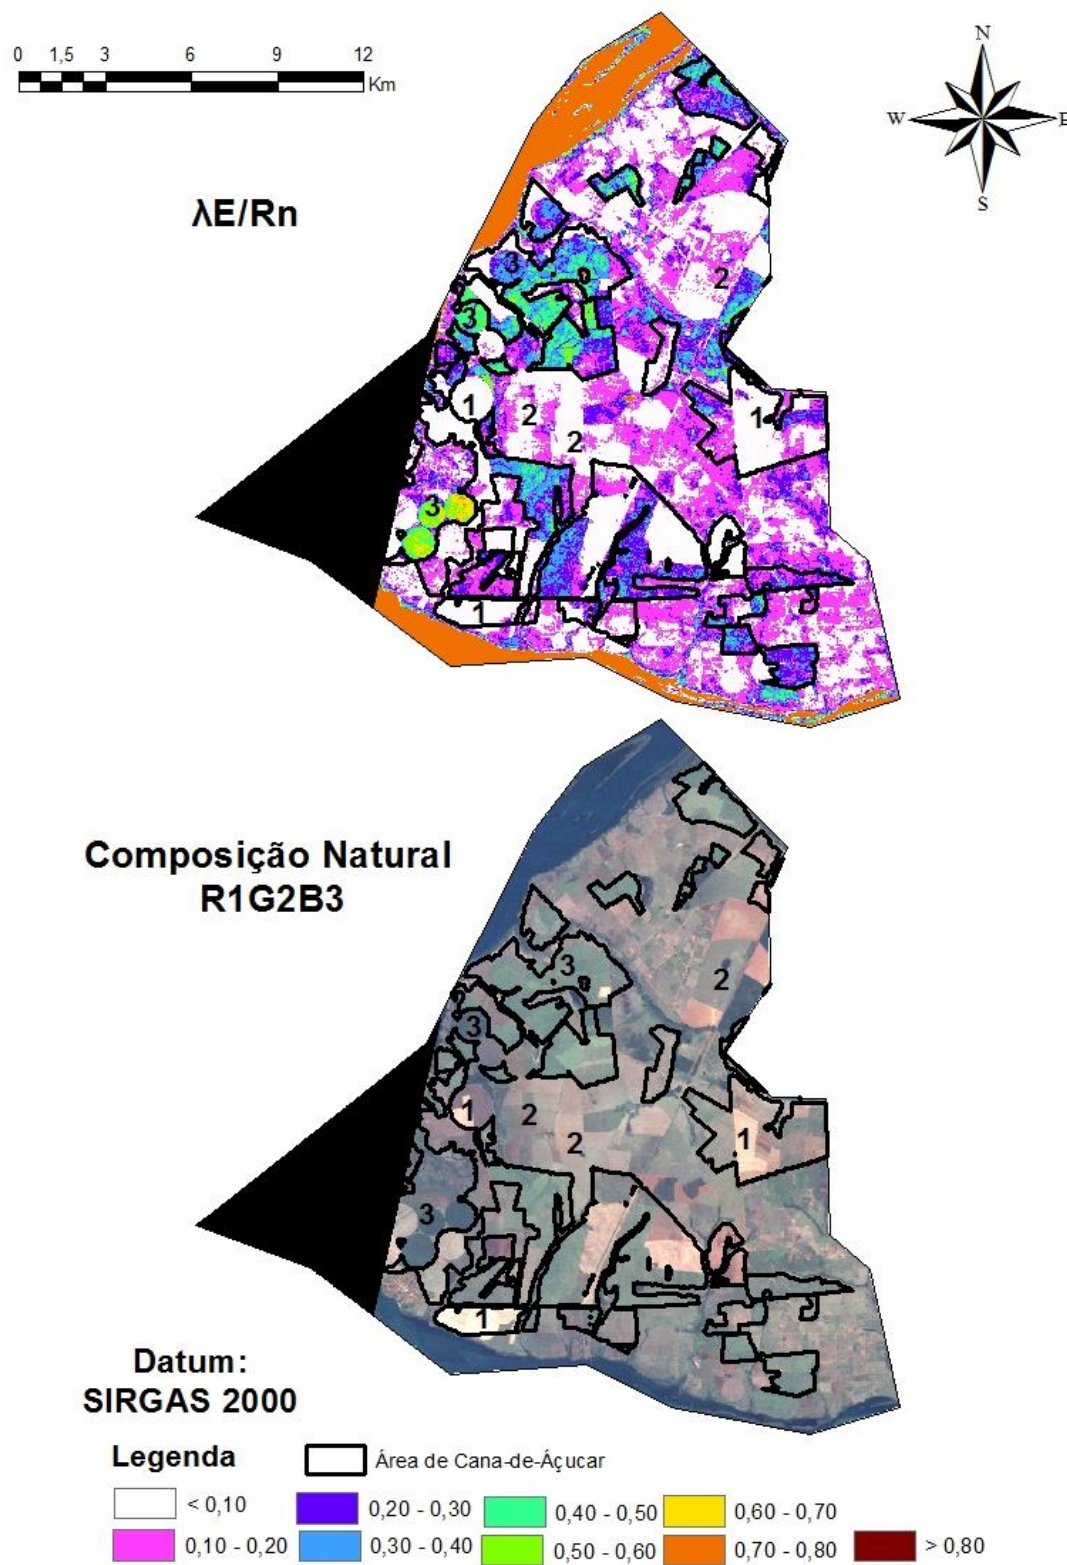 0 1,5 3 6 9 12
Km
N
W E
S
λE/Rn
2
3
3
1
2
2
1
3
1
Composição Natural
R1G2B3
3
2
3
1
2
2
1
3
1
Datum:
SIRGAS 2000
Legenda
Área de Cana-de-Áçucar
< 0,10
0,20 - 0,30
0,40 - 0,50
0,60 - 0,70
0,10 - 0,20
0,30 - 0,40
0,50 - 0,60
0,70 - 0,80
> 0,80